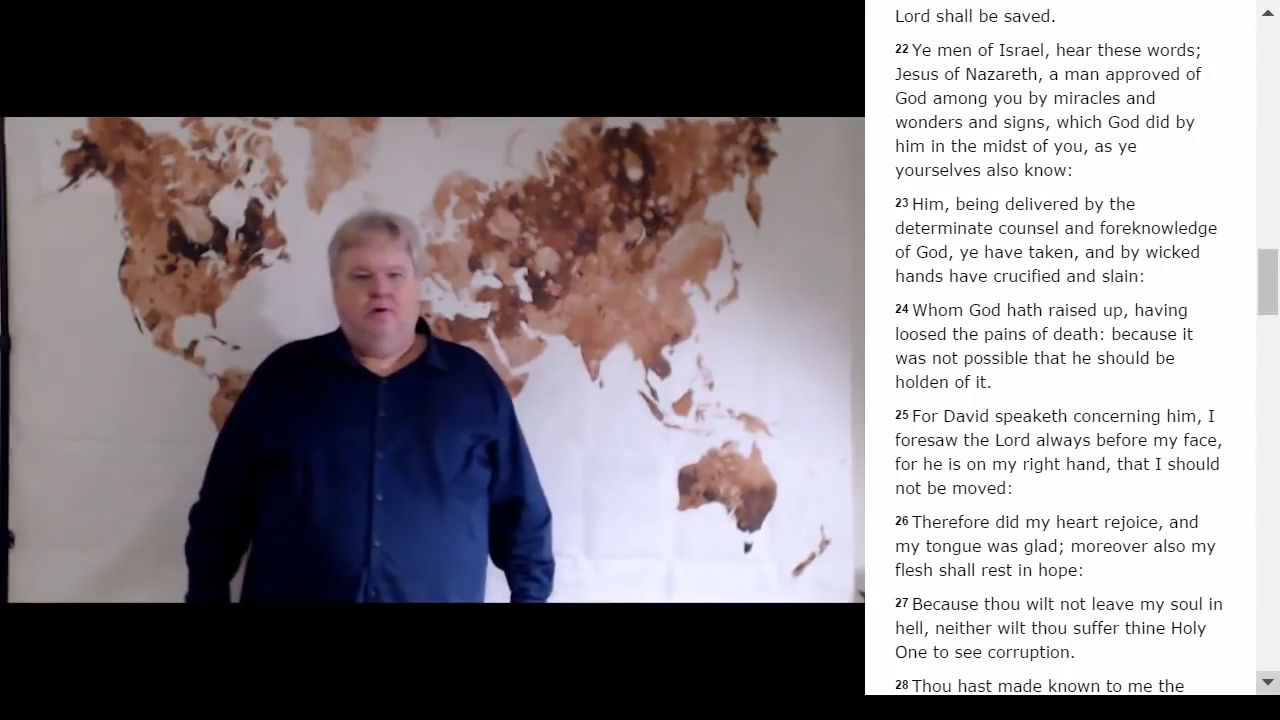 Lord shall be saved.
22 Ye men of Israel, hear these words;
Jesus of Nazareth, a man approved of
God among you by miracles and
wonders and signs, which God did by
him in the midst of you, as ye
yourselves also know:
23 Him, being delivered by the
determinate counsel and foreknowledge
of God, ye have taken, and by wicked
hands have crucified and slain:
24 Whom God hath raised up, having
loosed the pains of death: because it
was not possible that he should be
holden of it.
25 For David speaketh concerning him, I
foresaw the Lord always before my face,
for he is on my right hand, that I should
not be moved:
26 Therefore did my heart rejoice, and
my tongue was glad; moreover also my
flesh shall rest in hope:
27 Because thou wilt not leave my soul in
hell, neither wilt thou suffer thine Holy
One to see corruption.
28 Thou hast made known to me the